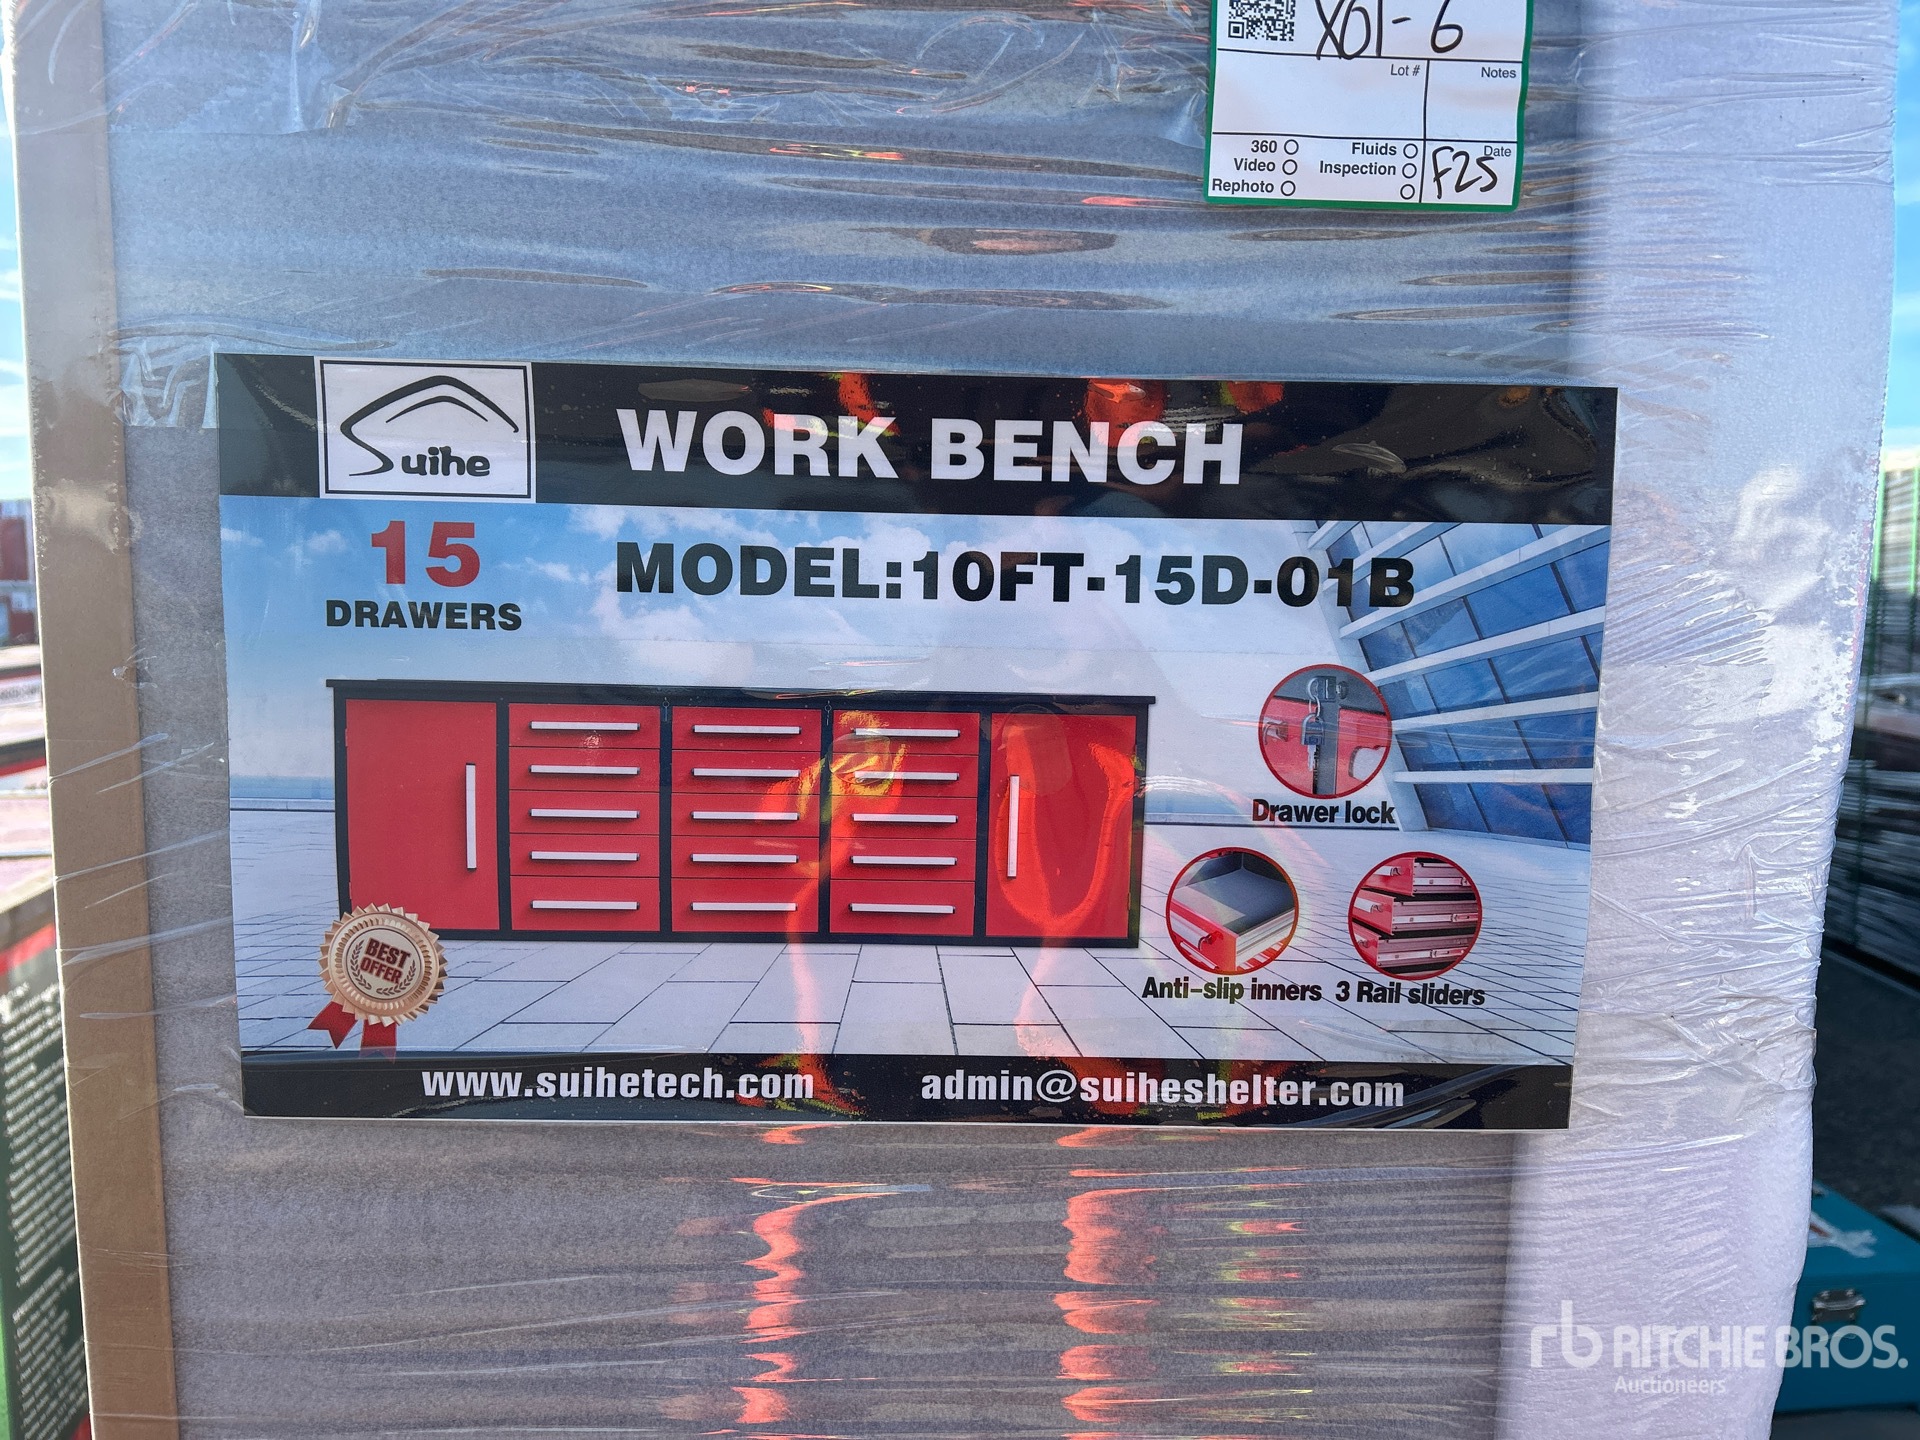 X01-6
Lot #
Notes
360
Fluids
Date
Video
Inspection
F25
Rephoto
Suihe
WORK BENCH
15
DRAWERS
MODEL:10FT-15D-01B
Drawer lock
BEST
OFFER
Anti-slip inners
3 Rail sliders
www.suihetech.com
admin@suiheshelter.com
rb RITCHIE BROS.
Auctioneers